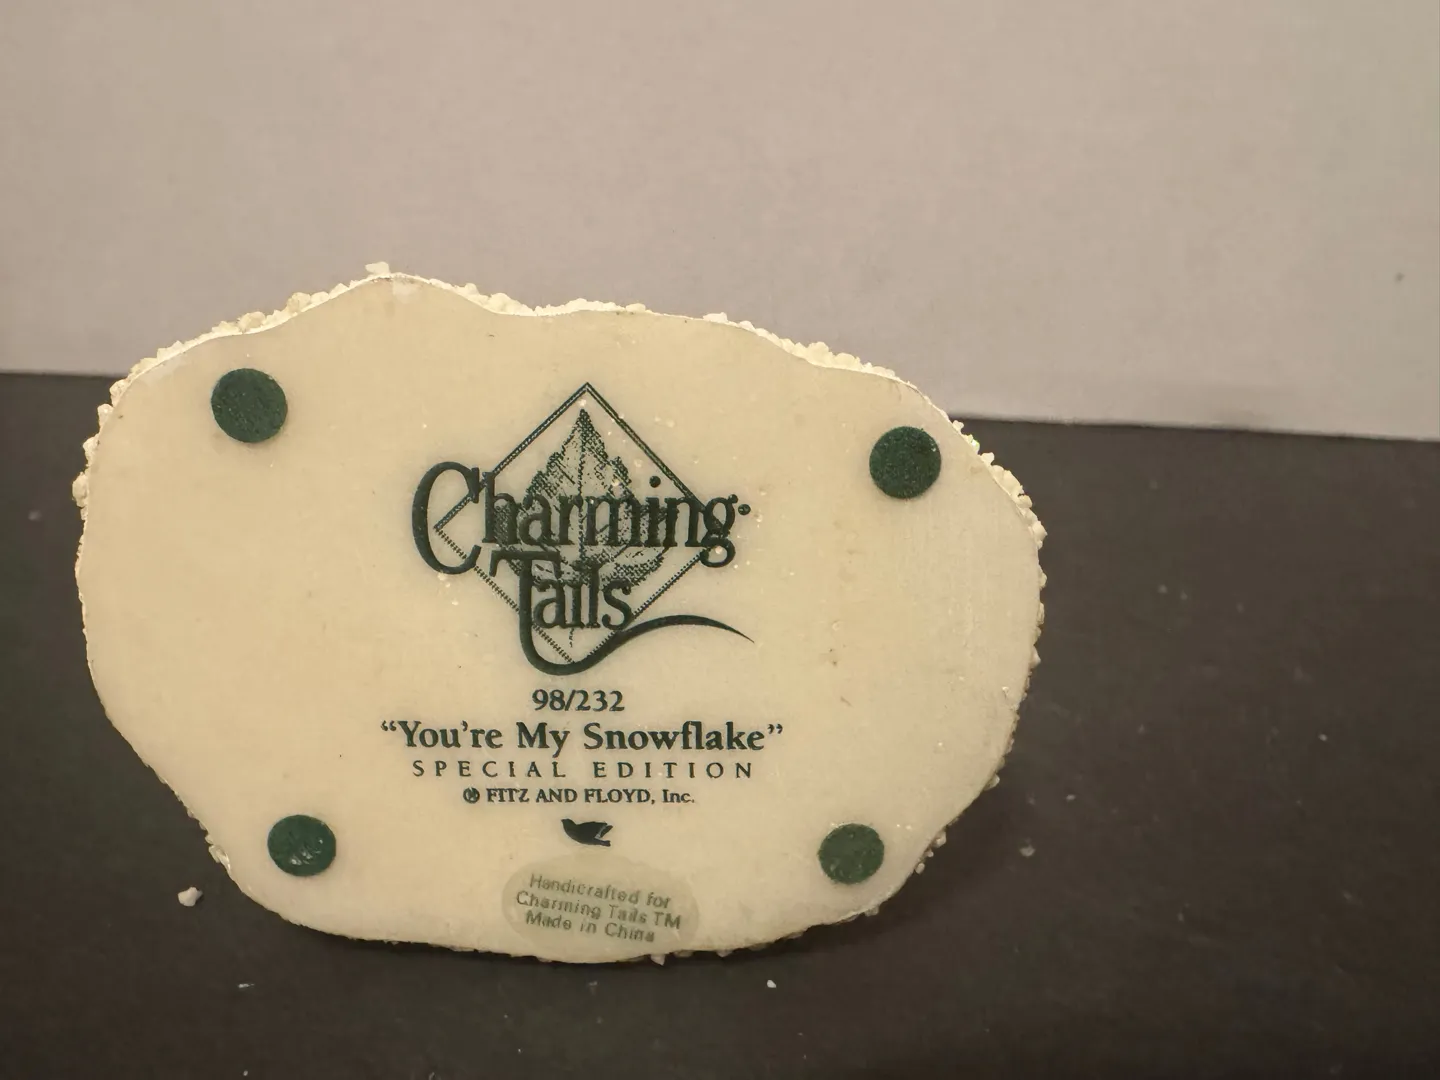 Charming
Tails
98/232
“You’re My Snowflake”
SPECIAL EDITION
FITZ AND FLOYD, Inc.
Handicrafted for
Charming Tails TM
Made in China